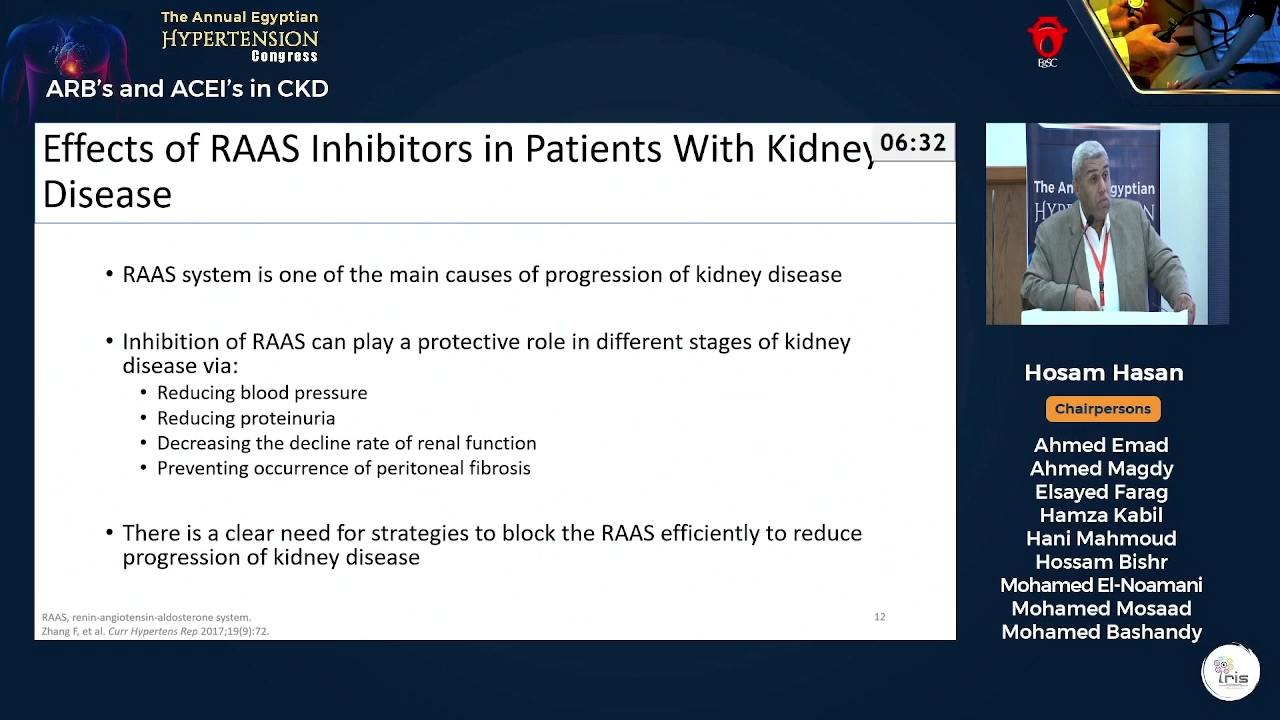 The Annual Egyptian
HYPERTENSION
Congress
ARB's and ACEI's in CKD
EgSC
Effects of RAAS Inhibitors in Patients With Kidney
Disease
06:32
• RAAS system is one of the main causes of progression of kidney disease
• Inhibition of RAAS can play a protective role in different stages of kidney
disease via:
• Reducing blood pressure
• Reducing proteinuria
• Decreasing the decline rate of renal function
• Preventing occurrence of peritoneal fibrosis
• There is a clear need for strategies to block the RAAS efficiently to reduce
progression of kidney disease
RAAS, renin-angiotensin-aldosterone system.
Zhang F, et al. Curr Hypertens Rep 2017;19(9):72.
12
The An gyptian
HYP
Hosam Hasan
Chairpersons
Ahmed Emad
Ahmed Magdy
Elsayed Farag
Hamza Kabil
Hani Mahmoud
Hossam Bishr
Mohamed El-Noamani
Mohamed Mosaad
Mohamed Bashandy
iris